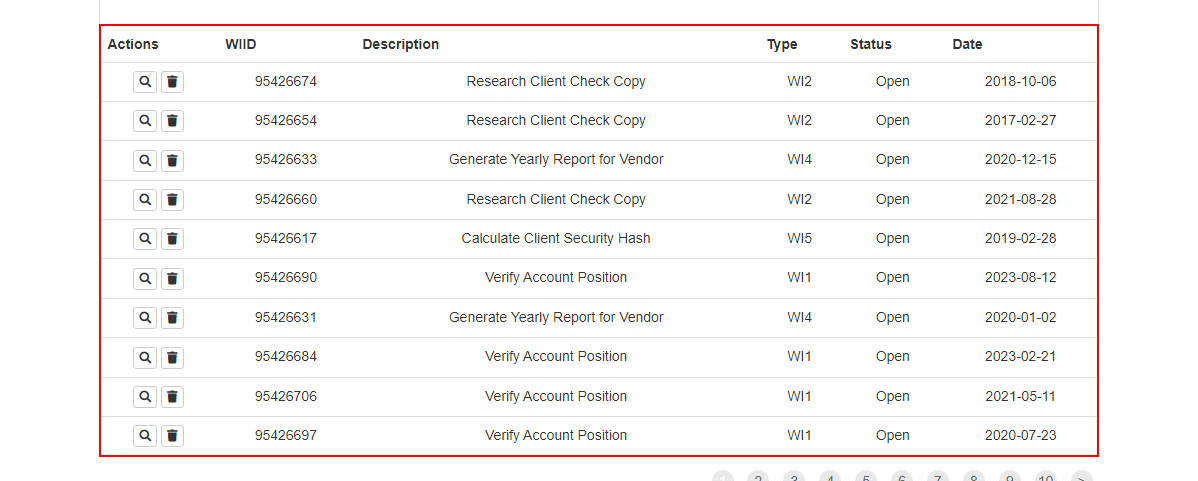 Actions WIID Description Type Status Date
95426674 Research Client Check Copy WI2 Open 2018-10-06
95426654 Research Client Check Copy WI2 Open 2017-02-27
95426633 Generate Yearly Report for Vendor WI4 Open 2020-12-15
95426660 Research Client Check Copy WI2 Open 2021-08-28
95426617 Calculate Client Security Hash WI5 Open 2019-02-28
95426690 Verify Account Position WI1 Open 2023-08-12
95426631 Generate Yearly Report for Vendor WI4 Open 2020-01-02
95426684 Verify Account Position WI1 Open 2023-02-21
95426706 Verify Account Position WI1 Open 2021-05-11
95426697 Verify Account Position WI1 Open 2020-07-23
1 2 3 4 5 6 7 8 9 10 >